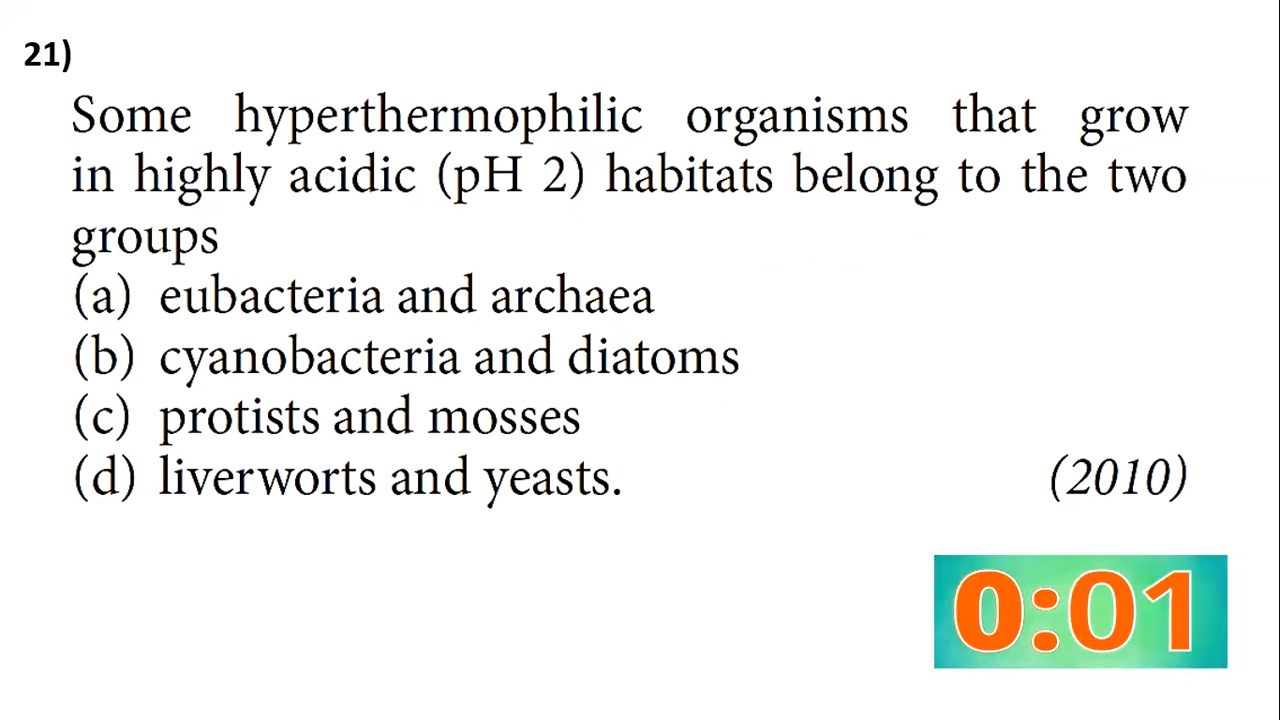 21)
Some hyperthermophilic organisms that grow
in highly acidic (pH 2) habitats belong to the two
groups
(a) eubacteria and archaea
(b) cyanobacteria and diatoms
(c) protists and mosses
(d) liverworts and yeasts. (2010)
0:01